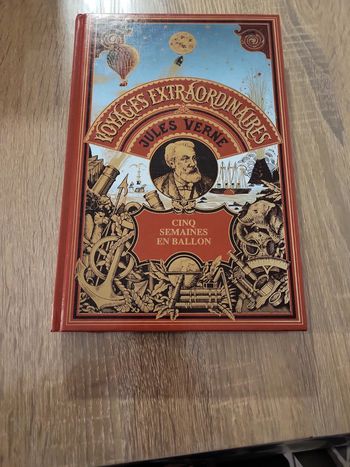 VOYAGES EXTRAORDINAIRES
JULES VERNE
CINQ
SEMAINES
EN BALLON